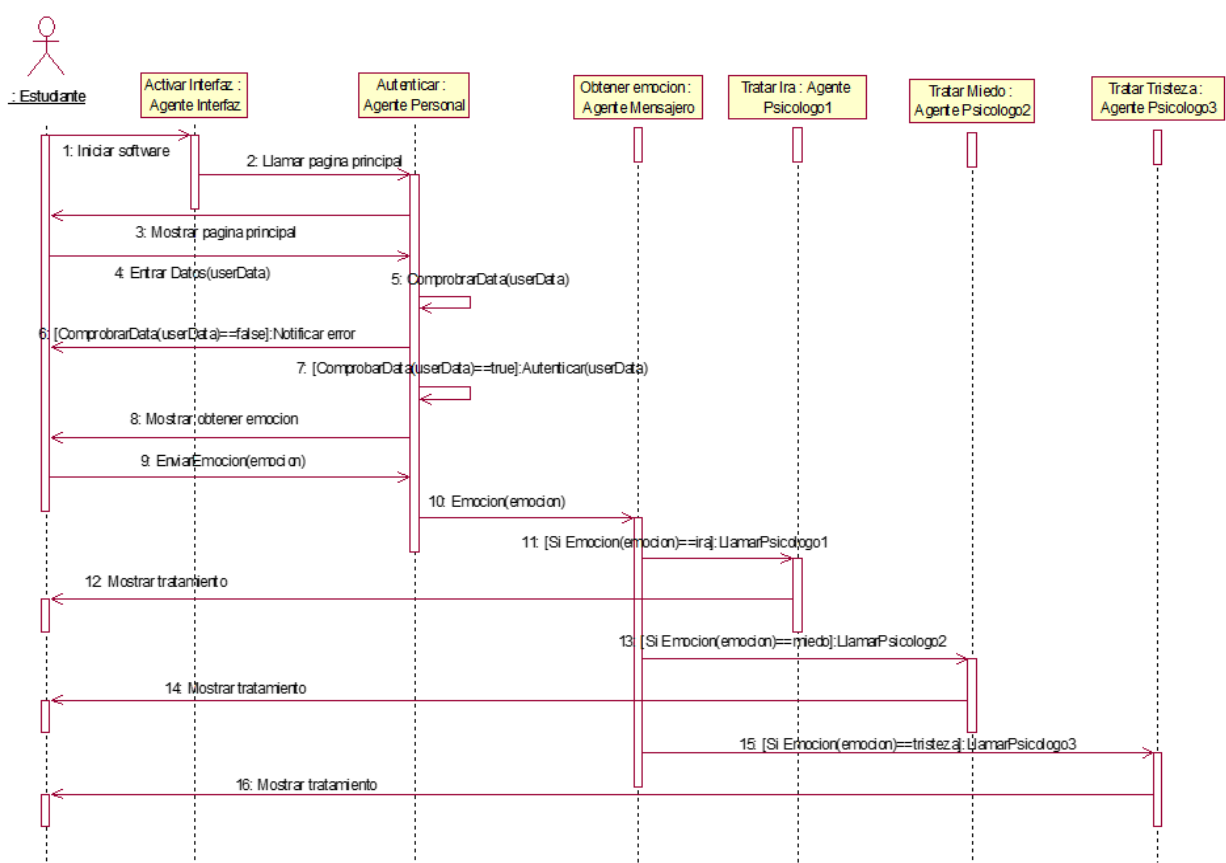 : Estudiante
Activar Interfaz :
Agente Interfaz
Autenticar :
Agente Personal
Obtener emocion :
Agente Mensajero
Tratar Ira : Agente
Psicologo1
Tratar Miedo :
Agente Psicologo2
Tratar Tristeza :
Agente Psicologo3
1: Iniciar software
2: Llamar pagina principal
3: Mostrar pagina principal
4: Entrar Datos(userData)
5: ComprobrarData(userData)
6: [ComprobrarData(userData)==false]:Notificar error
7: [ComprobarData(userData)==true]:Autenticar(userData)
8: Mostrar obtener emocion
9: EnviarEmocion(emocion)
10: Emocion(emocion)
11: [Si Emocion(emocion)==ira]:LlamarPsicologo1
12: Mostrar tratamiento
13: [Si Emocion(emocion)==miedo]:LlamarPsicologo2
14: Mostrar tratamiento
15: [Si Emocion(emocion)==tristeza]:LlamarPsicologo3
16: Mostrar tratamiento